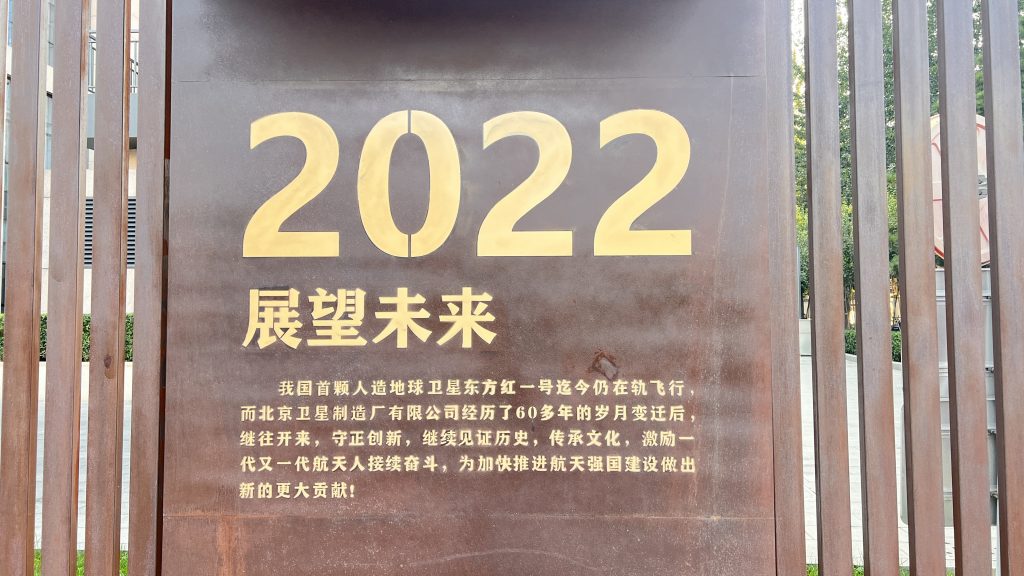 2022
展望未来
我国首颗人造地球卫星东方红一号迄今仍在轨飞行，
而北京卫星制造厂有限公司经历了60多年的岁月变迁后，
继往开来，守正创新，继续见证历史，传承文化，激励一
代又一代航天人接续奋斗，为加快推进航天强国建设做出
新的更大贡献！